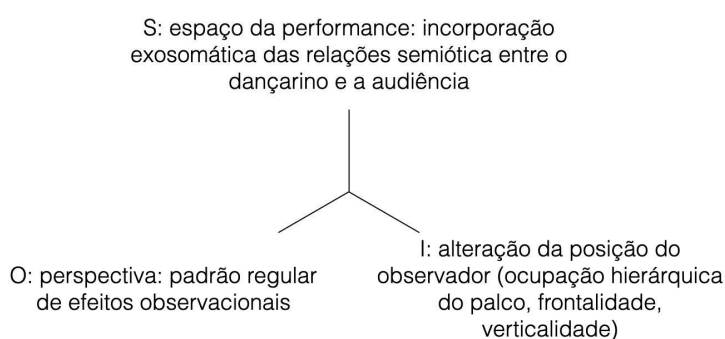 S: espaço da performance: incorporação
exosomática das relações semiótica entre o
dançarino e a audiência
O: perspectiva: padrão regular
de efeitos observacionais
I: alteração da posição do
observador (ocupação hierárquica
do palco, frontalidade,
verticalidade)